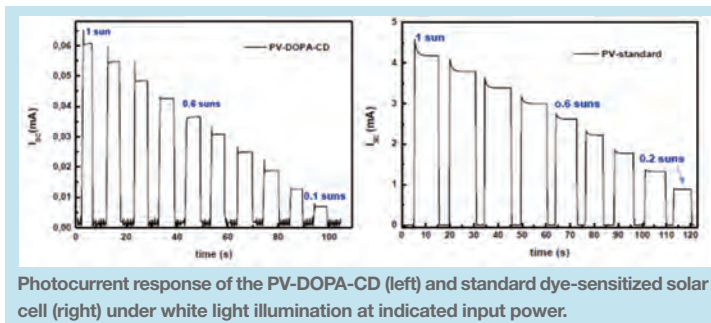 1 sun
PV-DOPA-CD
0,6 suns
0.1 suns
0,06
0,05
0,04
0,03
0,02
0,01
0,00
I_SC(mA)
0 20 40 60 80 100
time (s)
1 sun
PV-standard
o.6 suns
0.2 suns
5
4
3
2
1
0
I_SC(mA)
0 10 20 30 40 50 60 70 80 90 100 110 120
time (s)
Photocurrent response of the PV-DOPA-CD (left) and standard dye-sensitized solar
cell (right) under white light illumination at indicated input power.